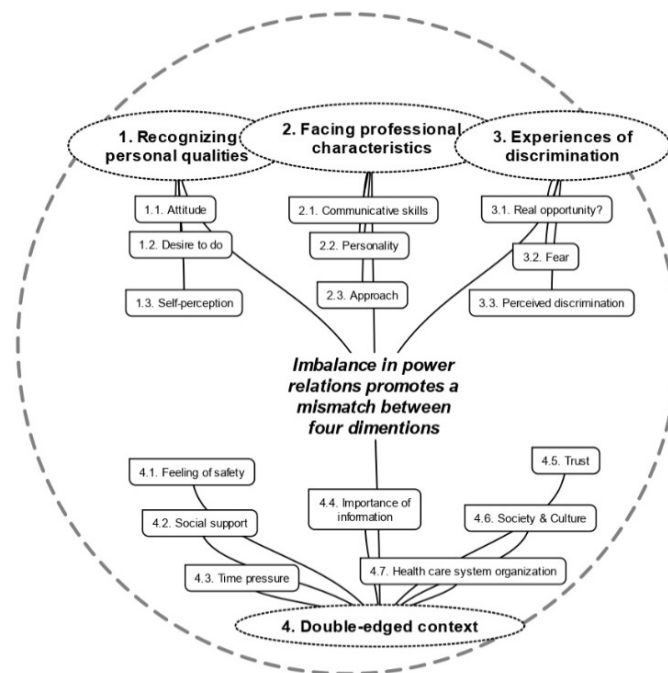 1. Recognizing
personal qualities
2. Facing professional
characteristics
3. Experiences of
discrimination
1.1. Attitude
1.2. Desire to do
1.3. Self-perception
2.1. Communicative skills
2.2. Personality
2.3. Approach
3.1. Real opportunity?
3.2. Fear
3.3. Perceived discrimination
Imbalance in power
relations promotes a
mismatch between
four dimentions
4.1. Feeling of safety
4.2. Social support
4.3. Time pressure
4.4. Importance of
information
4.5. Trust
4.6. Society & Culture
4.7. Health care system organization
4. Double-edged context